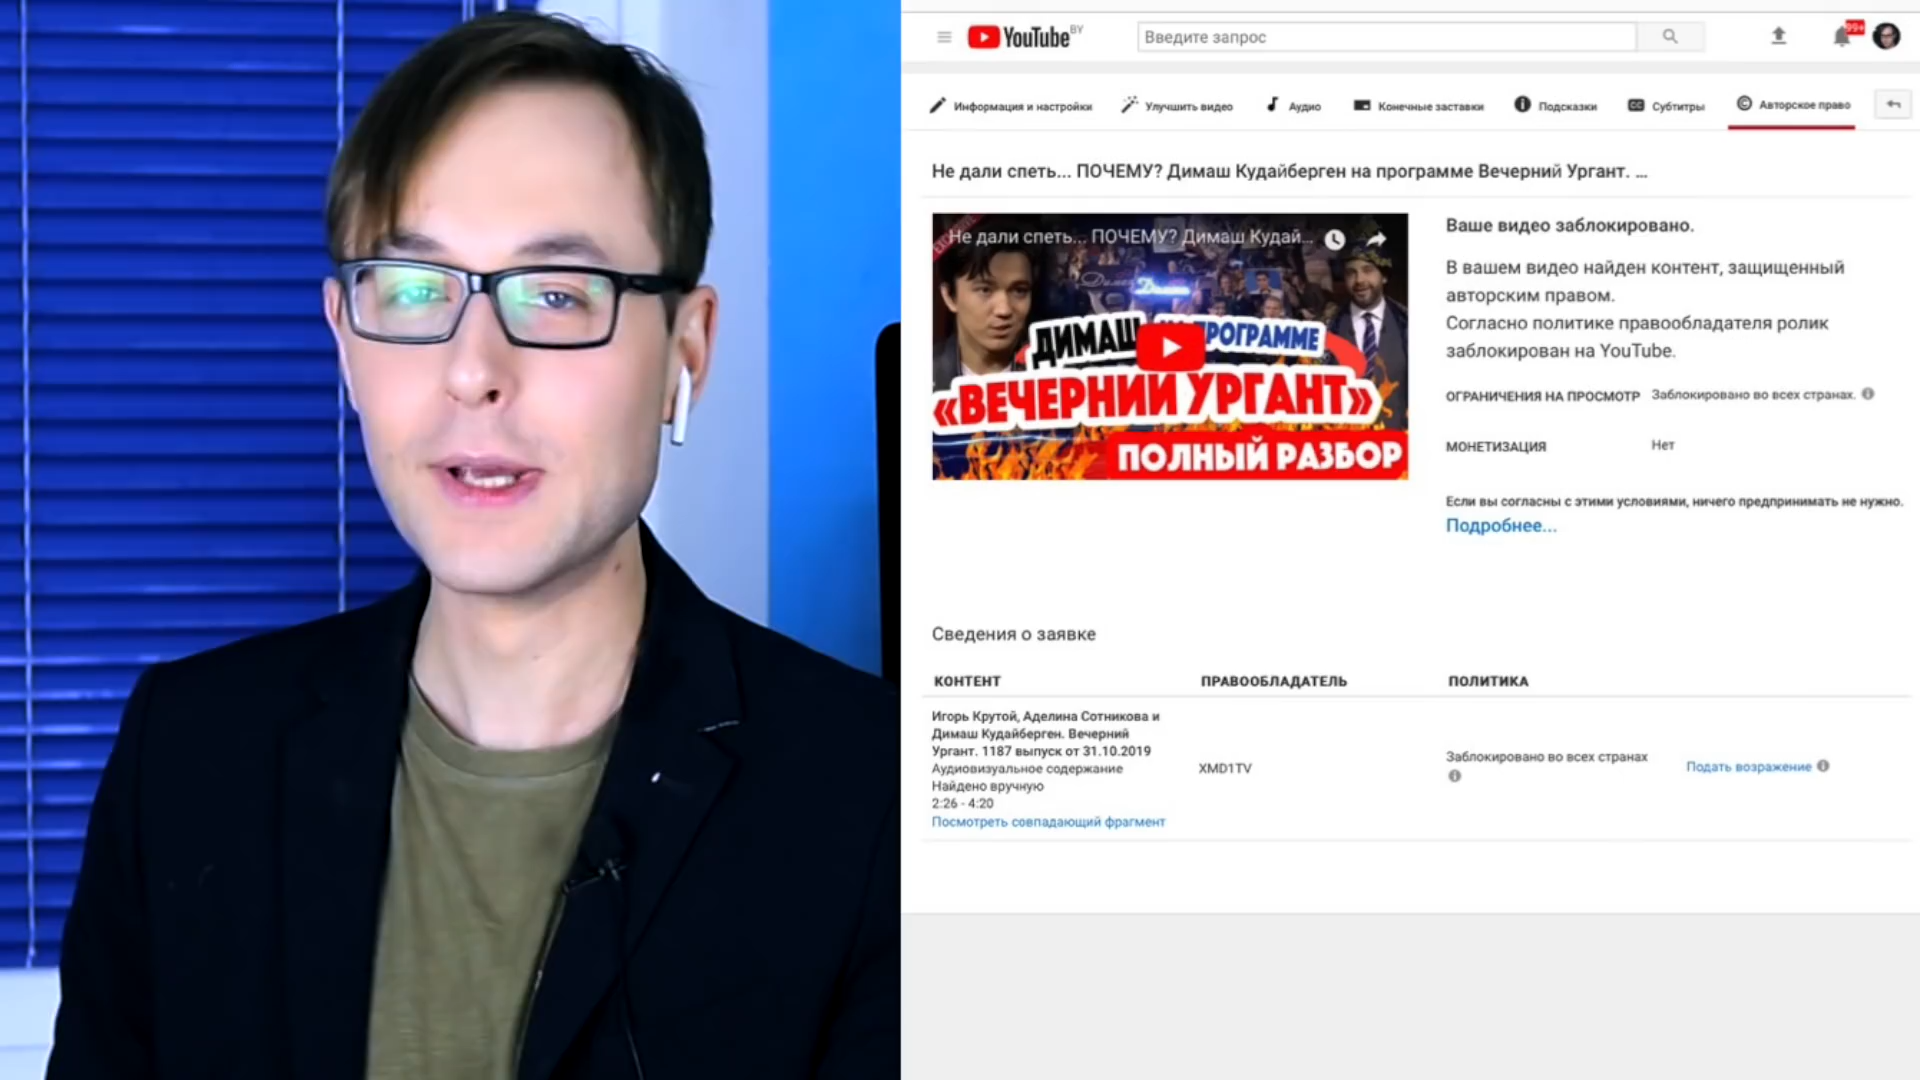 YouTube BY
Введите запрос
99+
Информация и настройки
Улучшить видео
Аудио
Конечные заставки
Подсказки
CC Субтитры
© Авторское право
Не дали спеть... ПОЧЕМУ? Димаш Кудайберген на программе Вечерний Ургант. ...
Не дали спеть... ПОЧЕМУ? Димаш Кудай...
ДИМАШ НА ПРОГРАММЕ
«ВЕЧЕРНИЙ УРГАНТ»
ПОЛНЫЙ РАЗБОР
Ваше видео заблокировано.
В вашем видео найден контент, защищенный
авторским правом.
Согласно политике правообладателя ролик
заблокирован на YouTube.
ОГРАНИЧЕНИЯ НА ПРОСМОТР Заблокировано во всех странах.
МОНЕТИЗАЦИЯ Нет
Если вы согласны с этими условиями, ничего предпринимать не нужно.
Подробнее...
Сведения о заявке
КОНТЕНТ ПРАВООБЛАДАТЕЛЬ ПОЛИТИКА
Игорь Крутой, Аделина Сотникова и
Димаш Кудайберген. Вечерний
Ургант. 1187 выпуск от 31.10.2019
Аудиовизуальное содержание
Найдено вручную
2:26 - 4:20
Посмотреть совпадающий фрагмент
XMD1TV
Заблокировано во всех странах
Подать возражение